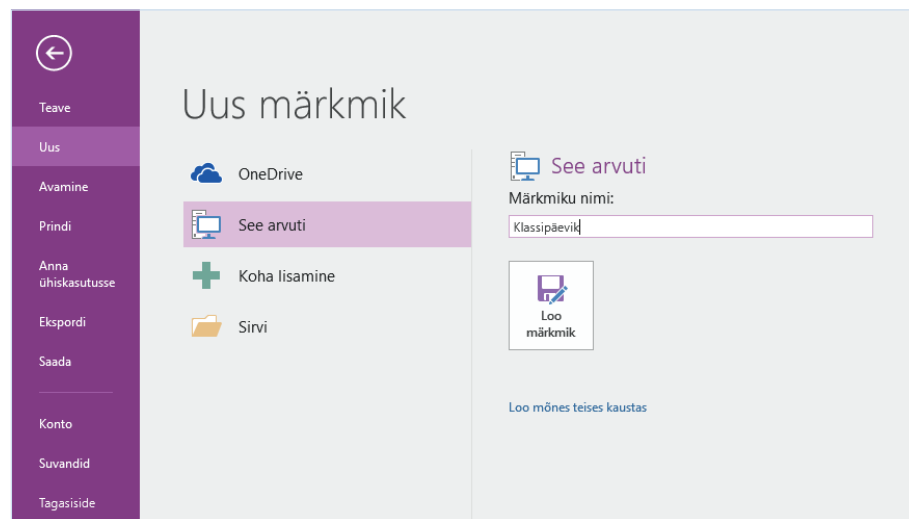 Teave
Uus
Avamine
Prindi
Anna
ühiskasutusse
Ekspordi
Saada
Konto
Suvandid
Tagasiside
Uus märkmik
OneDrive
See arvuti
Koha lisamine
Sirvi
See arvuti
Märkmiku nimi:
Klassipäevik
Loo
märkmik
Loo mõnes teises kaustas